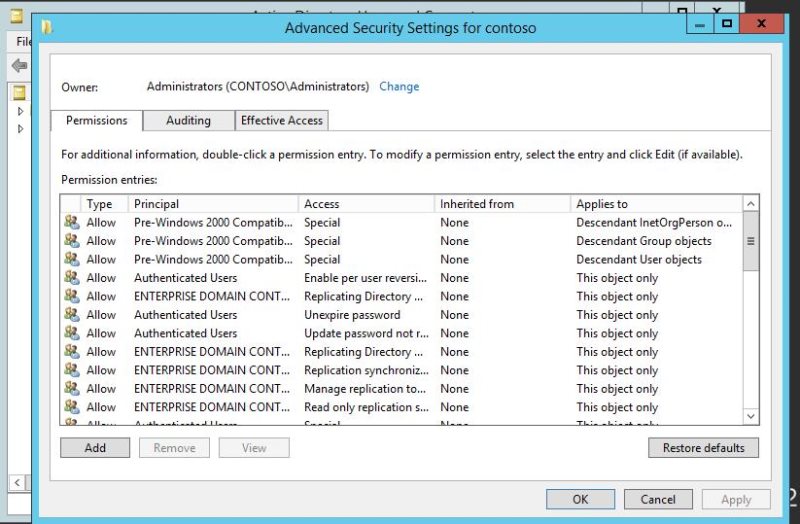 Advanced Security Settings for contoso
File
Owner: Administrators (CONTOSO\Administrators) Change
Permissions Auditing Effective Access
For additional information, double-click a permission entry. To modify a permission entry, select the entry and click Edit (if available).
Permission entries:
Type Principal Access Inherited from Applies to
Allow Pre-Windows 2000 Compatib... Special None Descendant InetOrgPerson o...
Allow Pre-Windows 2000 Compatib... Special None Descendant Group objects
Allow Pre-Windows 2000 Compatib... Special None Descendant User objects
Allow Authenticated Users Enable per user reversi... None This object only
Allow ENTERPRISE DOMAIN CONT... Replicating Directory ... None This object only
Allow Authenticated Users Unexpire password None This object only
Allow Authenticated Users Update password not r... None This object only
Allow ENTERPRISE DOMAIN CONT... Replicating Directory ... None This object only
Allow ENTERPRISE DOMAIN CONT... Replication synchroniz... None This object only
Allow ENTERPRISE DOMAIN CONT... Manage replication to... None This object only
Allow ENTERPRISE DOMAIN CONT... Read only replication s... None This object only
Allow Authenticated Users Special None This object only
Add Remove View Restore defaults
OK Cancel Apply
2